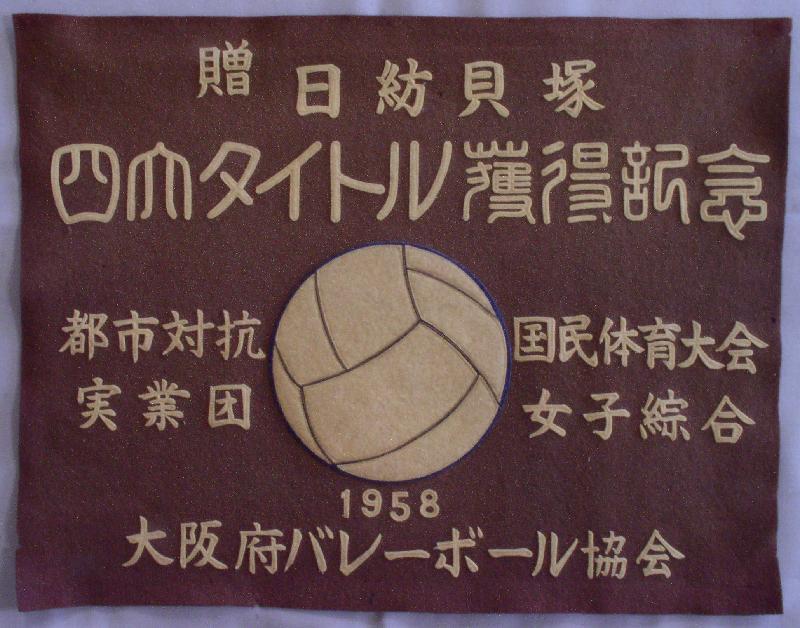 贈 日紡貝塚
四大タイトル獲得記念
都市対抗 国民体育大会
実業団 女子綜合
1958
大阪府バレーボール協会